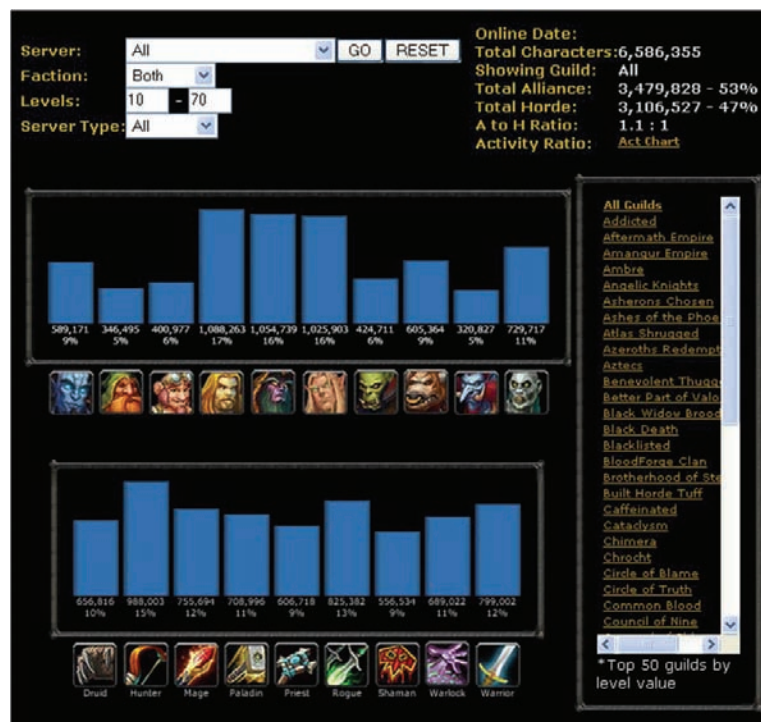 Server: All GO RESET
Faction: Both
Levels: 10 - 70
Server Type: All
Online Date:
Total Characters: 6,586,355
Showing Guild: All
Total Alliance: 3,479,828 - 53%
Total Horde: 3,106,527 - 47%
A to H Ratio: 1.1 : 1
Activity Ratio: Act Chart
589,171 346,495 400,977 1,088,263 1,054,739 1,025,903 424,711 605,364 320,827 729,717
9% 5% 6% 17% 16% 16% 6% 9% 5% 11%
656,816 988,003 755,694 708,996 606,718 825,382 556,534 689,022 799,002
10% 15% 12% 11% 9% 13% 9% 11% 12%
Druid Hunter Mage Paladin Priest Rogue Shaman Warlock Warrior
All Guilds
Addicted
Aftermath Empire
Amangur Empire
Ambre
Angelic Knights
Asherons Chosen
Ashes of the Phoe
Atlas Shrugged
Azeroths Redempt
Aztecs
Benevolent Thugg
Better Part of Valo
Black Widow Brood
Black Death
Blacklisted
BloodForge Clan
Brotherhood of Ste
Built Horde Tuff
Caffeinated
Cataclysm
Chimera
Chrocht
Circle of Blame
Circle of Truth
Common Blood
Council of Nine
*Top 50 guilds by
level value